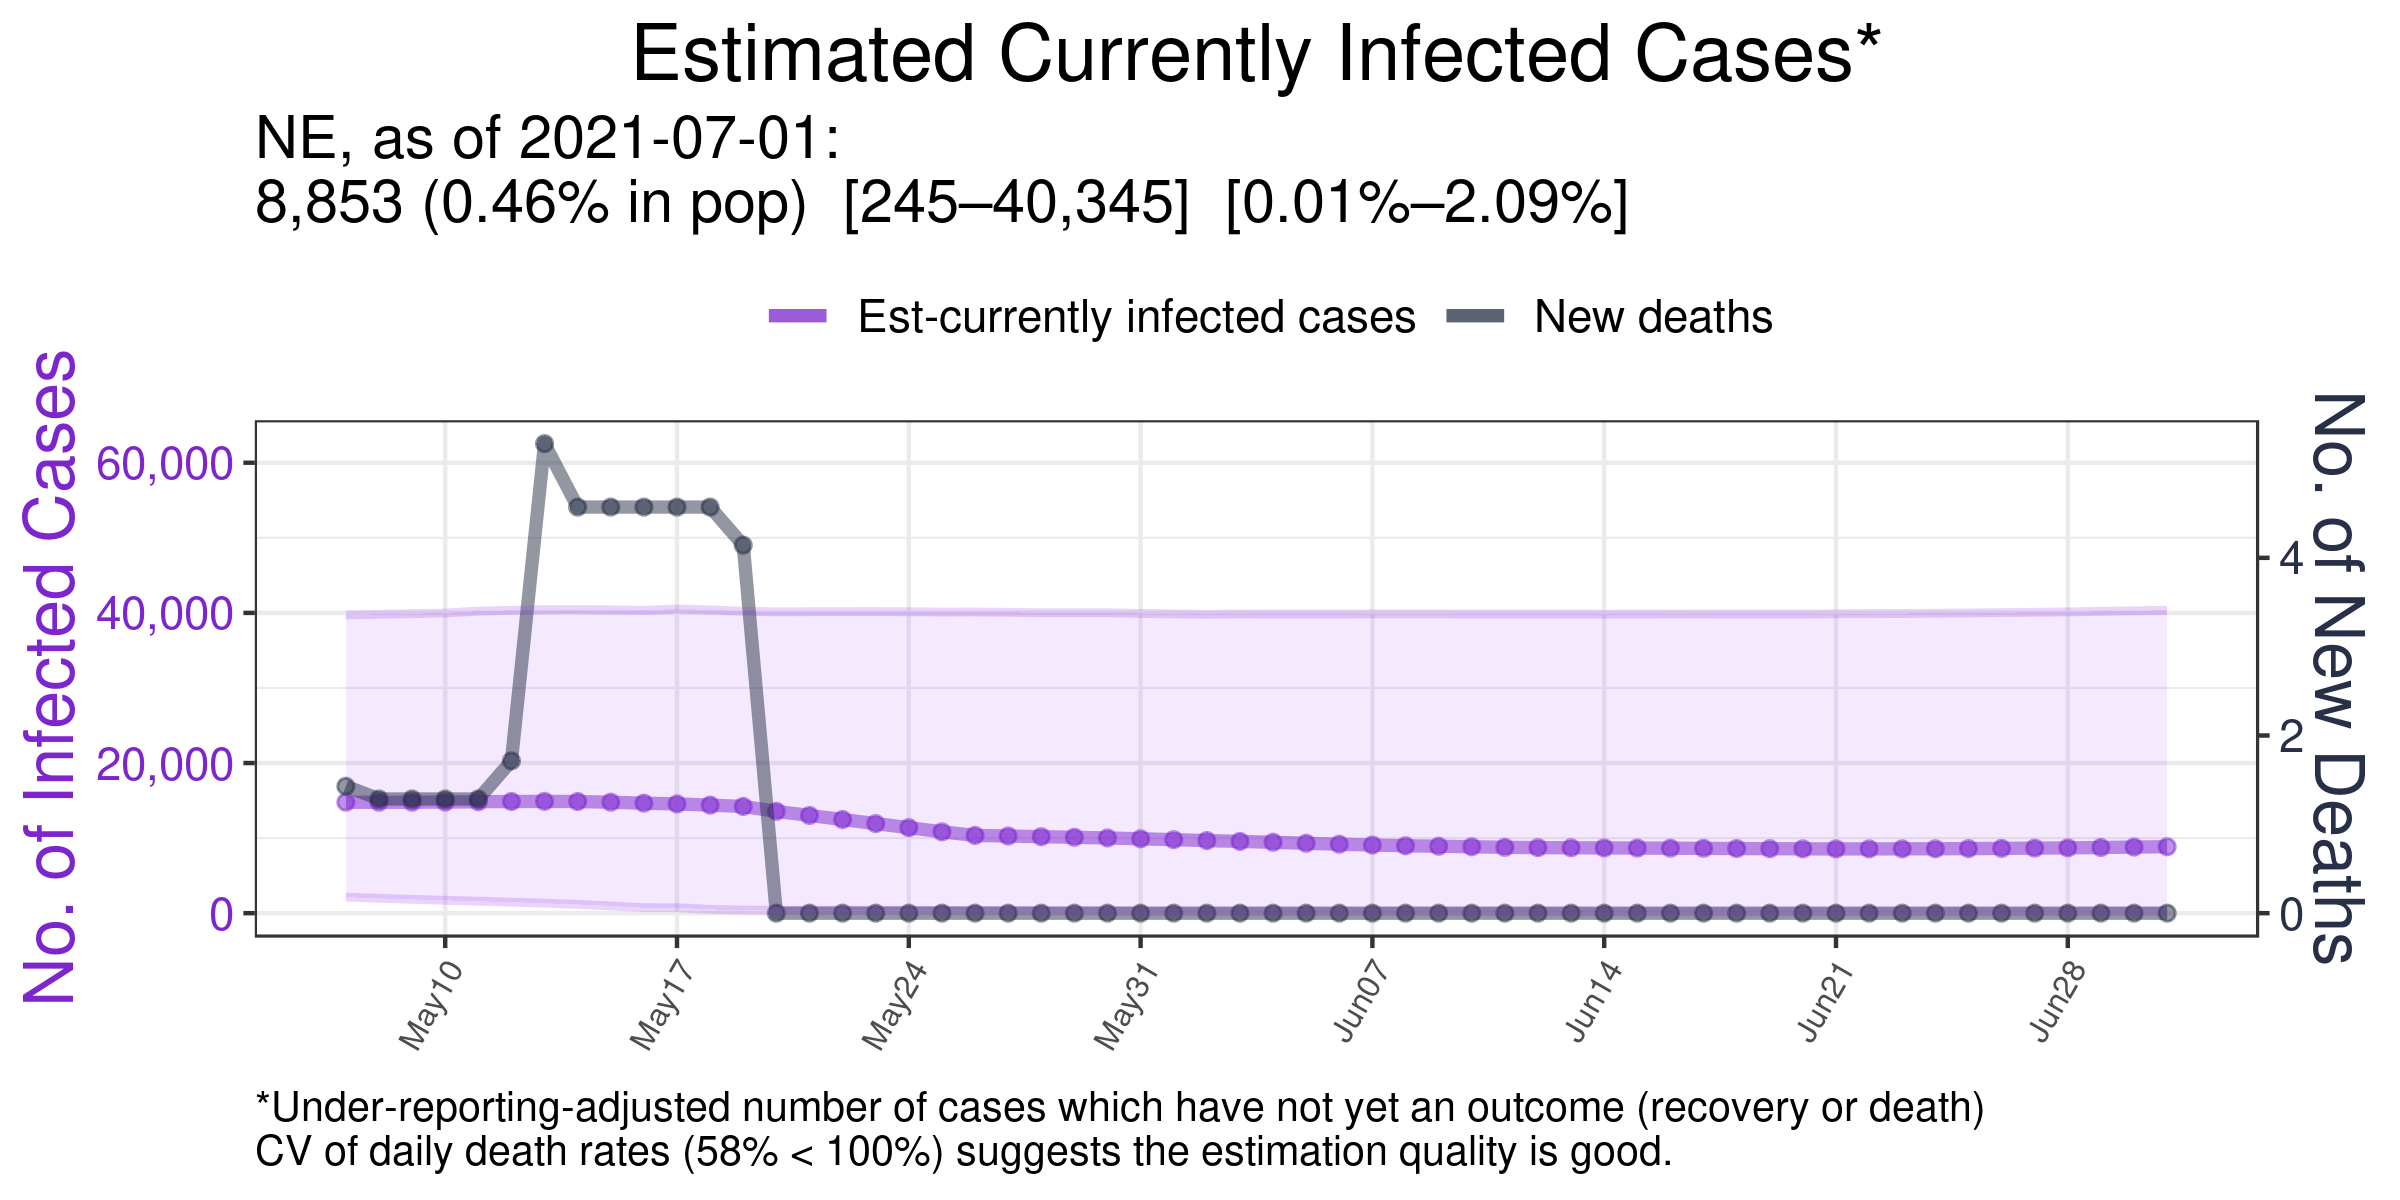 Estimated Currently Infected Cases*
NE, as of 2021-07-01:
8,853 (0.46% in pop)  [245–40,345]  [0.01%–2.09%]
Est-currently infected cases
New deaths
No. of Infected Cases
60,000
40,000
20,000
0
4
2
0
No. of New Deaths
May10
May17
May24
May31
Jun07
Jun14
Jun21
Jun28
*Under-reporting-adjusted number of cases which have not yet an outcome (recovery or death)
CV of daily death rates (58% < 100%) suggests the estimation quality is good.